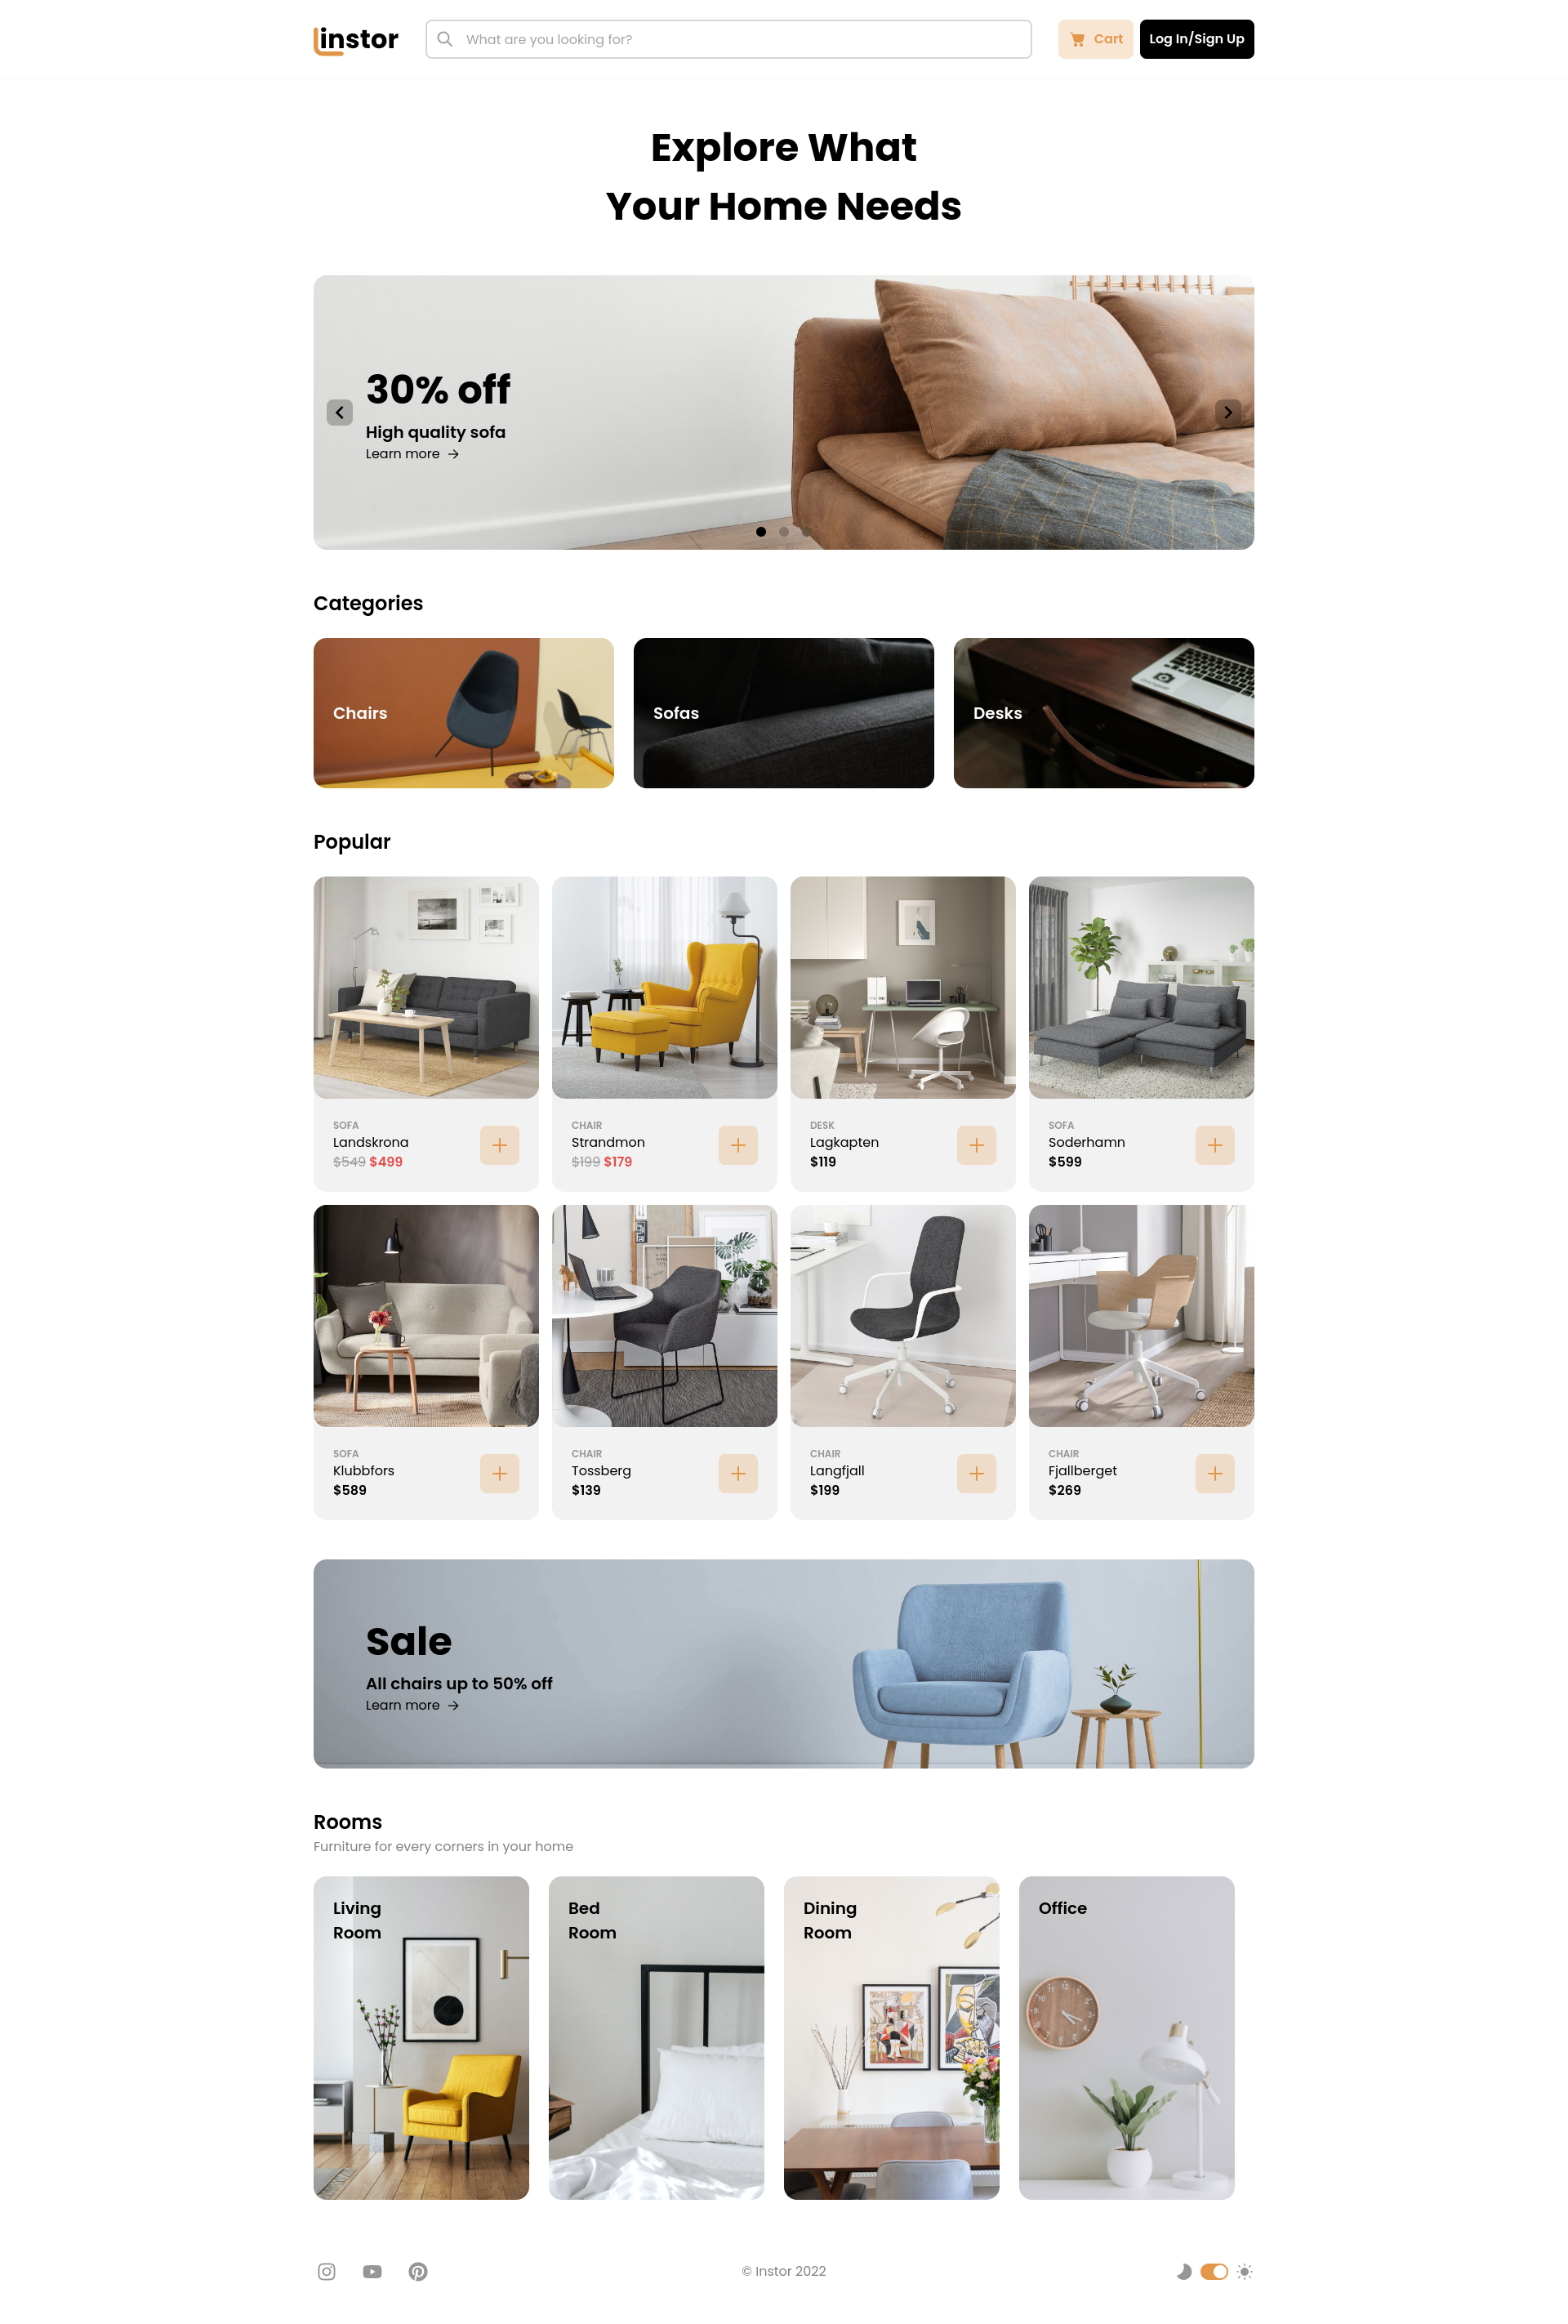 instor
What are you looking for?
Cart
Log In/Sign Up
Explore What
Your Home Needs
30% off
High quality sofa
Learn more →
Categories
Chairs
Sofas
Desks
Popular
SOFA
Landskrona
$549 $499
CHAIR
Strandmon
$199 $179
DESK
Lagkapten
$119
SOFA
Soderhamn
$599
SOFA
Klubbfors
$589
CHAIR
Tossberg
$139
CHAIR
Langfjall
$199
CHAIR
Fjallberget
$269
Sale
All chairs up to 50% off
Learn more →
Rooms
Furniture for every corners in your home
Living
Room
Bed
Room
Dining
Room
Office
© Instor 2022